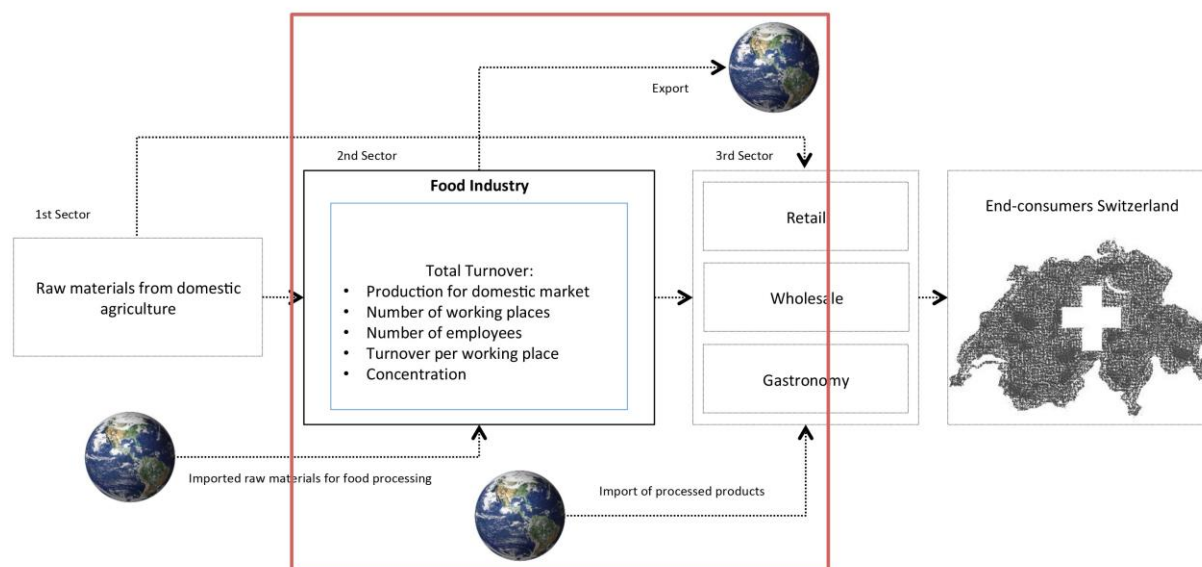 Export
2nd Sector
3rd Sector
Food Industry
1st Sector
Raw materials from domestic
agriculture
Total Turnover:
• Production for domestic market
• Number of working places
• Number of employees
• Turnover per working place
• Concentration
Retail
Wholesale
Gastronomy
End-consumers Switzerland
Imported raw materials for food processing
Import of processed products